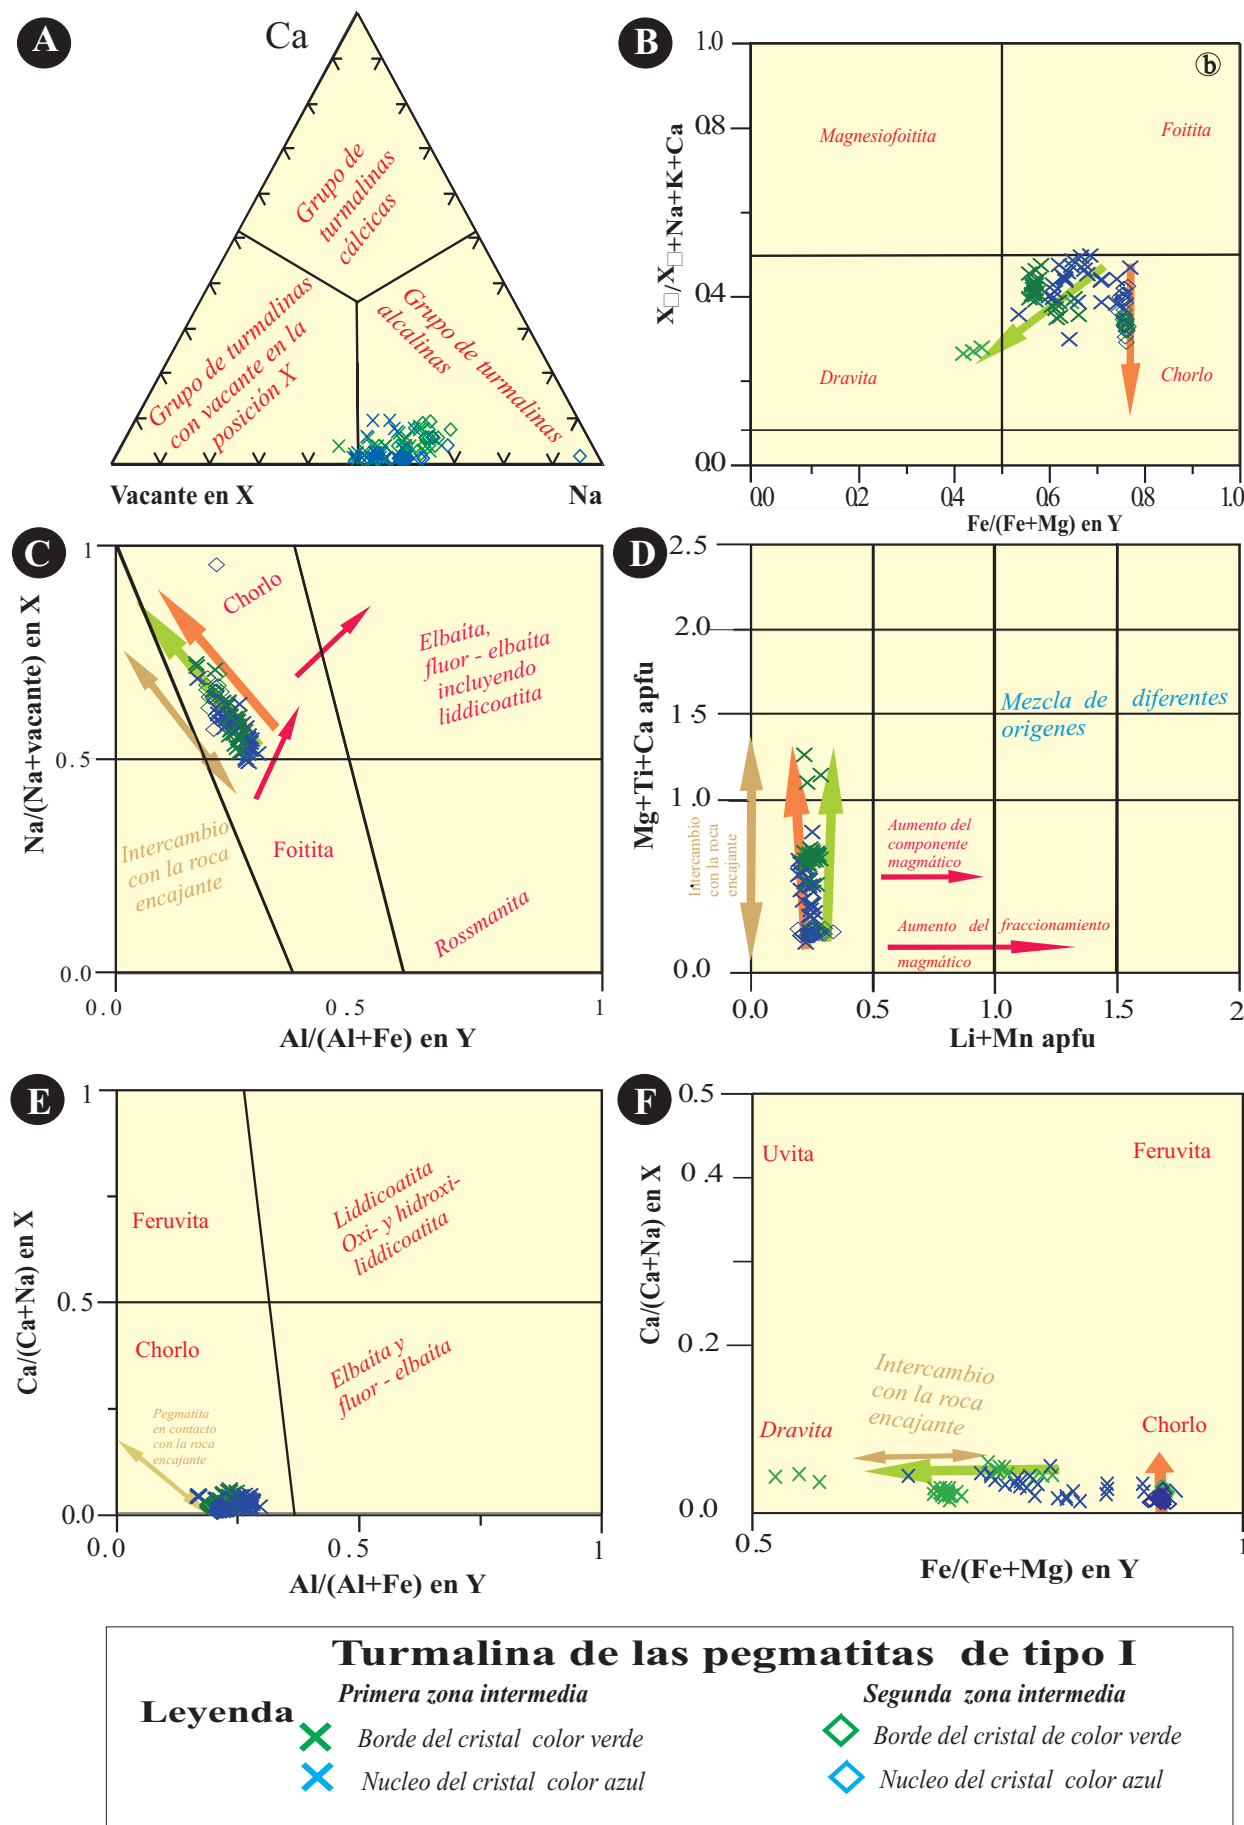 A
Ca
Grupo de
turmalinas
cálcicas
Grupo de turmalinas
con vacante en la
posición X
Grupo de turmalinas
alcalinas
Vacante en X
Na
B
b
1.0
0.8
0.4
0.0
X□/X□+Na+K+Ca
Magnesiofoitita
Foitita
Dravita
Chorlo
0.0
0.2
0.4
0.6
0.8
1.0
Fe/(Fe+Mg) en Y
C
1
0.5
0.0
Na/(Na+vacante) en X
Chorlo
Elbaíta,
fluor - elbaíta
incluyendo
liddicoatita
Intercambio
con la roca
encajante
Foitita
Rossmanita
0.0
0.5
1
Al/(Al+Fe) en Y
D
2.5
2.0
1.5
1.0
0.0
Mg+Ti+Ca apfu
Mezcla de diferentes
origenes
Intercambio
con la roca
encajante
Aumento del
componente
magmático
Aumento del fraccionamiento
magmático
0.0
0.5
1.0
1.5
2
Li+Mn apfu
E
1
0.5
0.0
Ca/(Ca+Na) en X
Feruvita
Liddicoatita
Oxi- y hidroxi-
liddicoatita
Chorlo
Elbaíta y
fluor - elbaíta
Pegmatita
en contacto
con la roca
encajante
0.0
0.5
1
Al/(Al+Fe) en Y
F
0.5
0.4
0.2
0.0
Ca/(Ca+Na) en X
Uvita
Feruvita
Intercambio
con la roca
encajante
Dravita
Chorlo
0.5
1
Fe/(Fe+Mg) en Y
Turmalina de las pegmatitas de tipo I
Leyenda
Primera zona intermedia
Segunda zona intermedia
Borde del cristal color verde
Borde del cristal de color verde
Nucleo del cristal color azul
Nucleo del cristal color azul